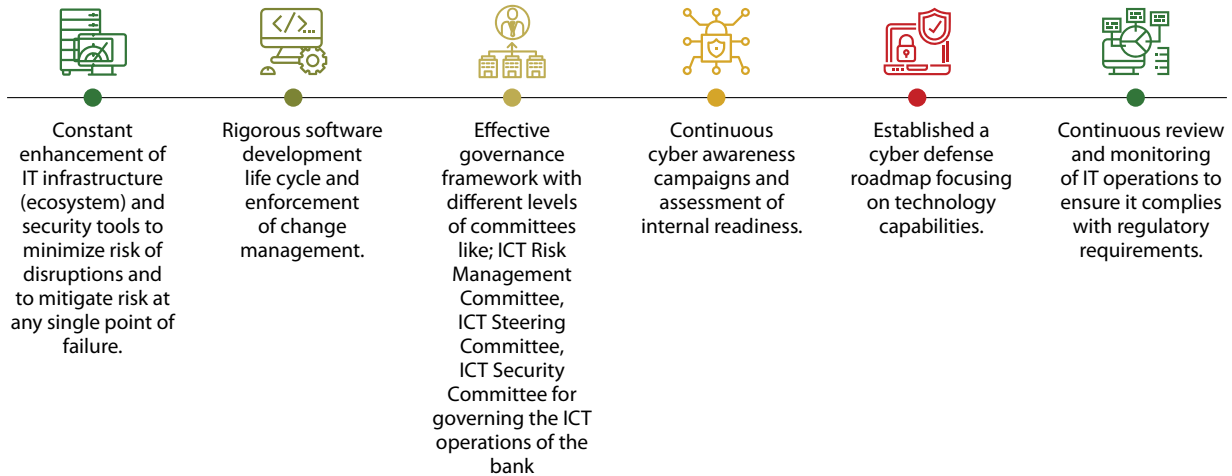 </>...
Constant
enhancement of
IT infrastructure
(ecosystem) and
security tools to
minimize risk of
disruptions and
to mitigate risk at
any single point of
failure.
Rigorous software
development
life cycle and
enforcement
of change
management.
Effective
governance
framework with
different levels
of committees
like; ICT Risk
Management
Committee,
ICT Steering
Committee,
ICT Security
Committee for
governing the ICT
operations of the
bank
Continuous
cyber awareness
campaigns and
assessment of
internal readiness.
Established a
cyber defense
roadmap focusing
on technology
capabilities.
Continuous review
and monitoring
of IT operations to
ensure it complies
with regulatory
requirements.